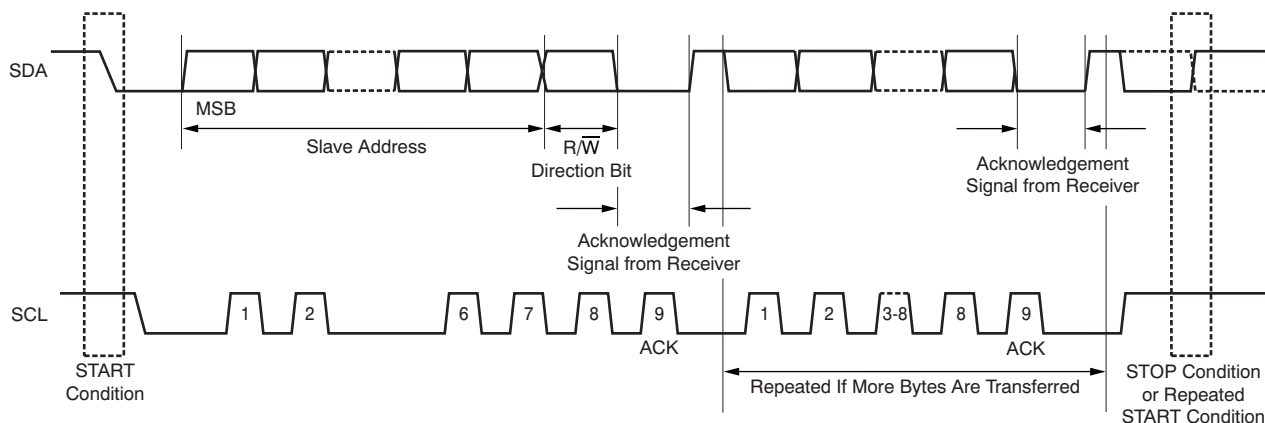 SDA
MSB
Slave Address
R/W̅
Direction Bit
Acknowledgement
Signal from Receiver
Acknowledgement
Signal from Receiver
SCL
1
2
6
7
8
9
1
2
3-8
8
9
ACK
ACK
START
Condition
Repeated If More Bytes Are Transferred
STOP Condition
or Repeated
START Condition